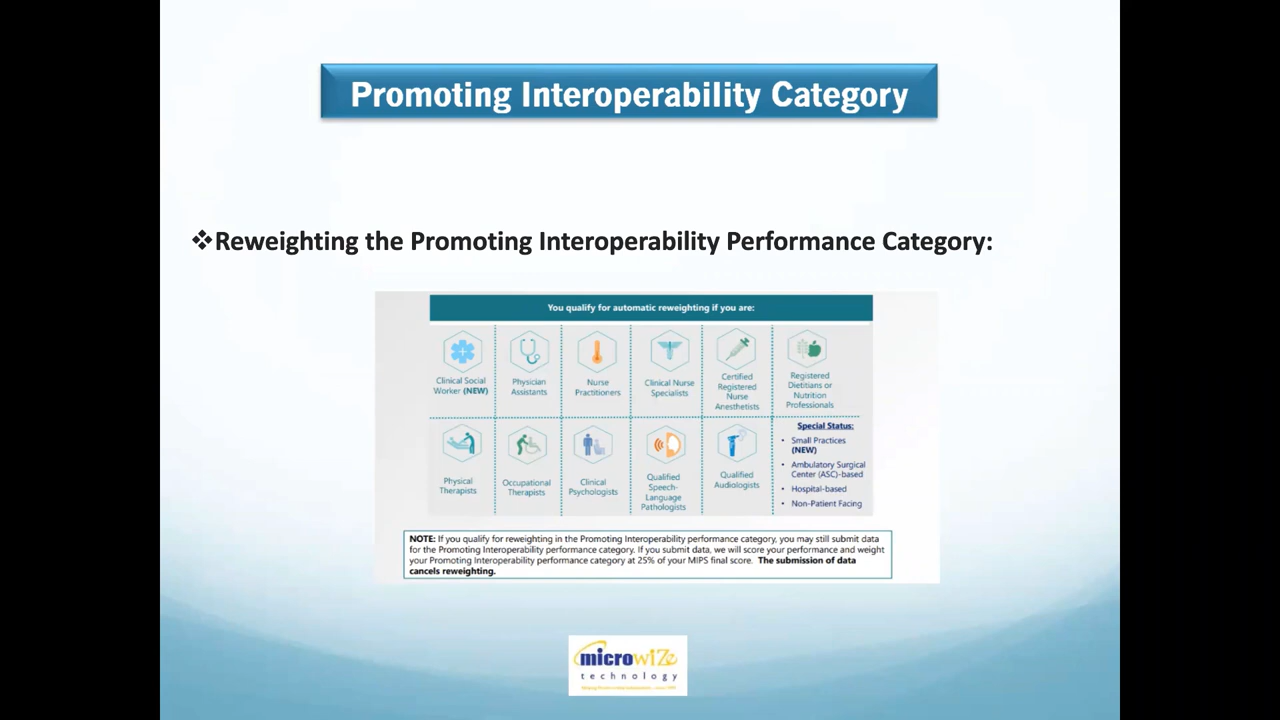 Promoting Interoperability Category
❖Reweighting the Promoting Interoperability Performance Category:
You qualify for automatic reweighting if you are:
Clinical Social
Worker (NEW)
Physician
Assistants
Nurse
Practitioners
Clinical Nurse
Specialists
Certified
Registered
Nurse
Anesthetists
Registered
Dietitians or
Nutrition
Professionals
Physical
Therapists
Occupational
Therapists
Clinical
Psychologists
Qualified
Speech-
Language
Pathologists
Qualified
Audiologists
Special Status:
• Small Practices
(NEW)
• Ambulatory Surgical
Center (ASC)-based
• Hospital-based
• Non-Patient Facing
NOTE: If you qualify for reweighting in the Promoting Interoperability performance category, you may still submit data
for the Promoting Interoperability performance category. If you submit data, we will score your performance and weight
your Promoting Interoperability performance category at 25% of your MIPS final score. The submission of data
cancels reweighting.
microwiZe
technology